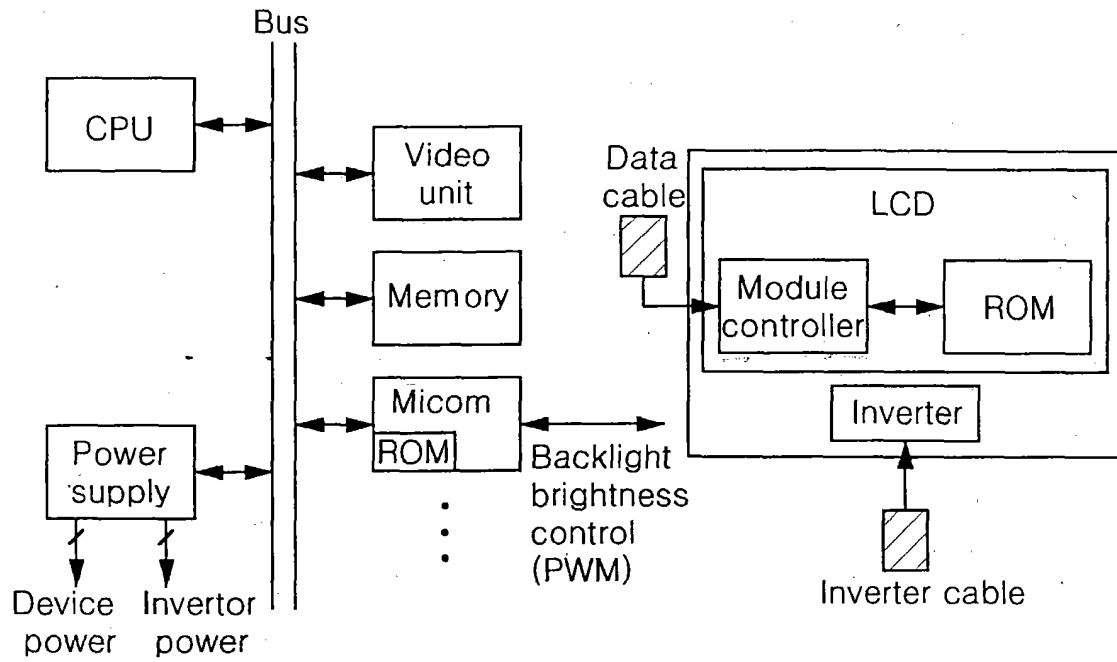 Bus
CPU
Video
unit
Memory
Micom
ROM
Power
supply
Device
power
Invertor
power
Backlight
brightness
control
(PWM)
Data
cable
LCD
Module
controller
ROM
Inverter
Inverter cable